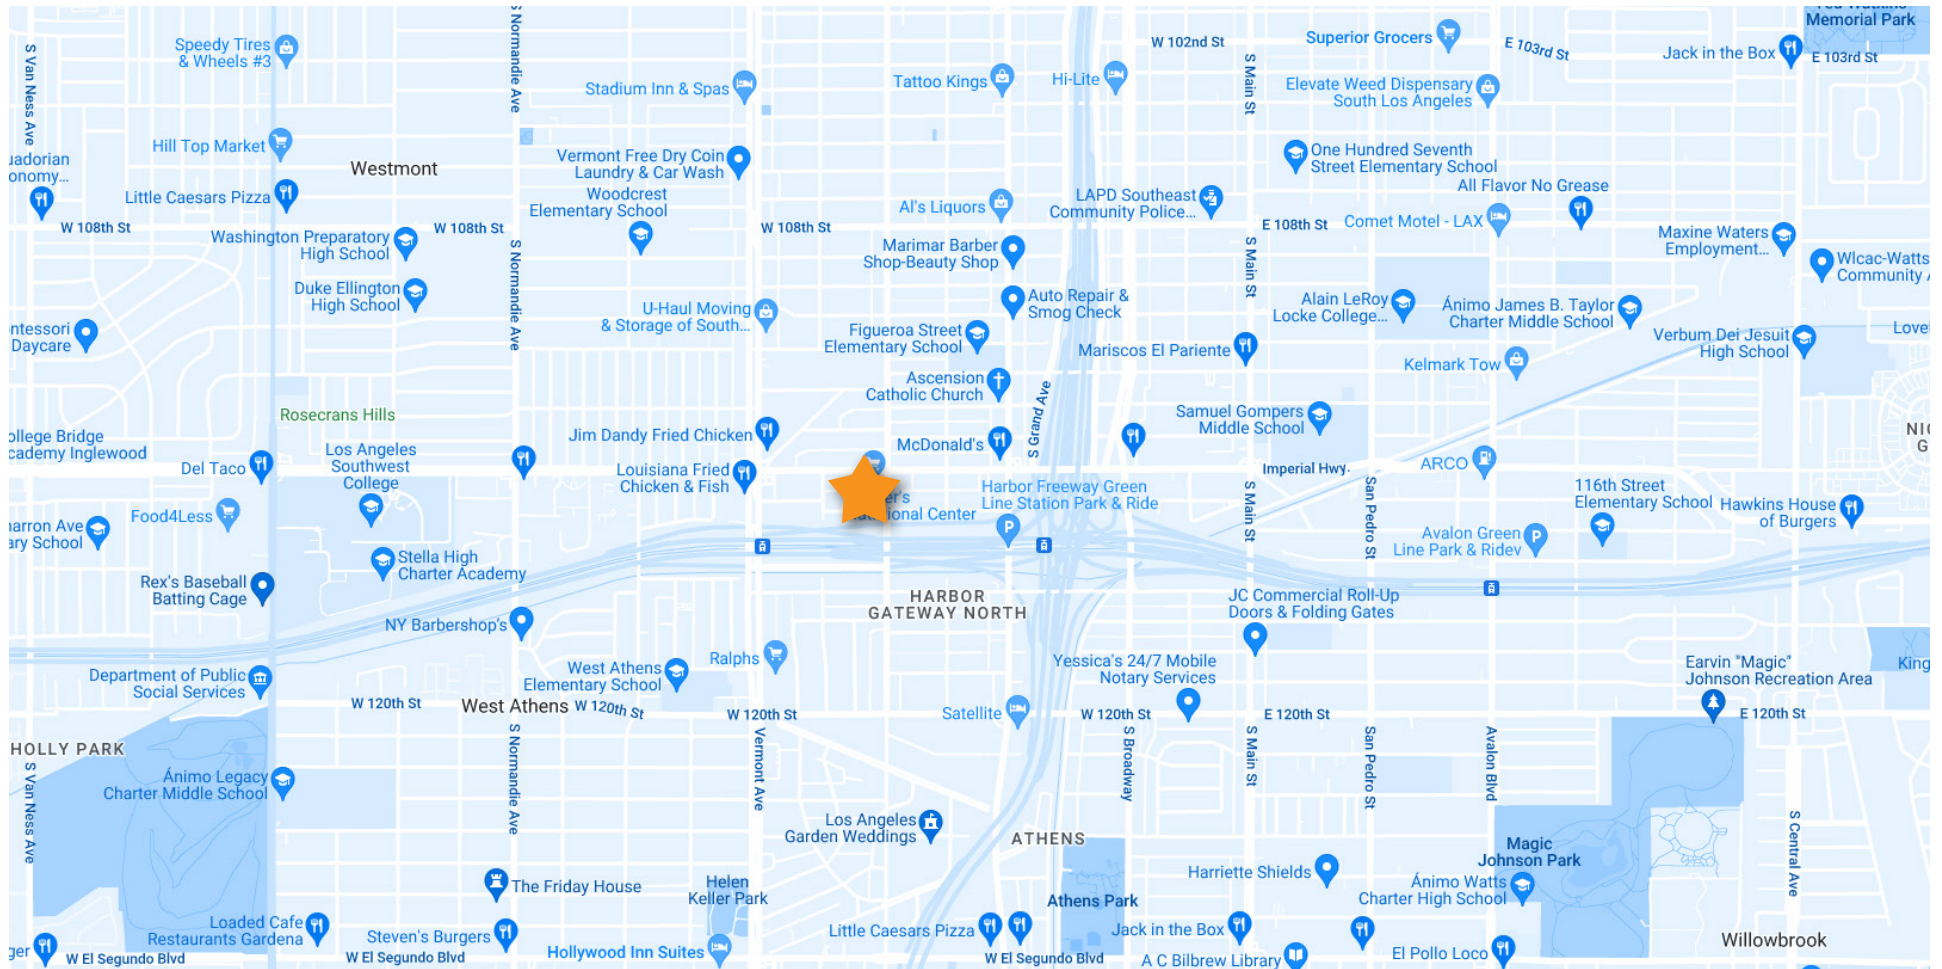 Memorial Park
W 102nd St
Superior Grocers
E 103rd St
Jack in the Box
E 103rd St
S Van Ness Ave
Speedy Tires
& Wheels #3
S Normandie Ave
Stadium Inn & Spas
Tattoo Kings
Hi-Lite
S Main St
Elevate Weed Dispensary
South Los Angeles
Hill Top Market
Westmont
Vermont Free Dry Coin
Laundry & Car Wash
One Hundred Seventh
Street Elementary School
Little Caesars Pizza
Woodcrest
Elementary School
Al's Liquors
LAPD Southeast
Community Police...
All Flavor No Grease
Comet Motel - LAX
W 108th St
W 108th St
W 108th St
E 108th St
Washington Preparatory
High School
S Normandie Ave
Marimar Barber
Shop-Beauty Shop
S Main St
Maxine Waters
Employment...
Wlcac-Watts
Community
Duke Ellington
High School
U-Haul Moving
& Storage of South...
Auto Repair &
Smog Check
Alain LeRoy
Locke College...
Ánimo James B. Taylor
Charter Middle School
Daycare
Figueroa Street
Elementary School
Mariscos El Pariente
Verbum Dei Jesuit
High School
Kelmark Tow
Ascension
Catholic Church
S Grand Ave
Rosecrans Hills
Samuel Gompers
Middle School
Jim Dandy Fried Chicken
McDonald's
Bridge
Inglewood
Del Taco
Los Angeles
Southwest
College
Louisiana Fried
Chicken & Fish
Imperial Hwy.
ARCO
Food4Less
Harbor Freeway Green
Line Station Park & Ride
Center
S Main St
San Pedro St
116th Street
Elementary School
Hawkins House
of Burgers
Ave
School
Avalon Green
Line Park & Ridev
Stella High
Charter Academy
Rex's Baseball
Batting Cage
HARBOR
GATEWAY NORTH
JC Commercial Roll-Up
Doors & Folding Gates
NY Barbershop's
Ralphs
West Athens
Elementary School
Yessica's 24/7 Mobile
Notary Services
Earvin "Magic"
Johnson Recreation Area
King
Department of Public
Social Services
W 120th St
West Athens
W 120th St
W 120th St
Satellite
W 120th St
E 120th St
E 120th St
HOLLY PARK
S Van Ness Ave
S Normandie Ave
Vermont Ave
S Broadway
S Main St
San Pedro St
Avalon Blvd
S Central Ave
Ánimo Legacy
Charter Middle School
Los Angeles
Garden Weddings
ATHENS
Magic
Johnson Park
The Friday House
Helen
Keller Park
Harriette Shields
Ánimo Watts
Charter High School
Athens Park
Loaded Cafe
Restaurants Gardena
Steven's Burgers
Little Caesars Pizza
Jack in the Box
Willowbrook
W El Segundo Blvd
W El Segundo Blvd
Hollywood Inn Suites
W El Segundo Blvd
A C Bilbrew Library
El Pollo Loco